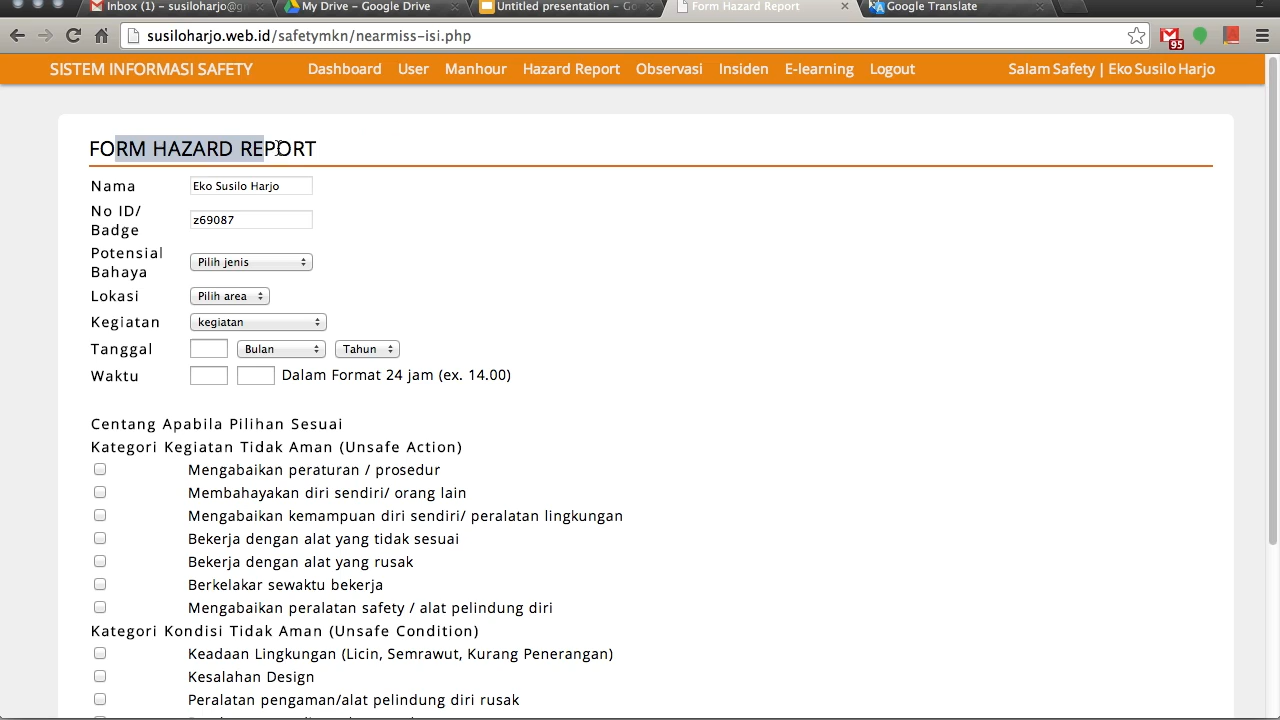 Inbox (1) – susiloharjo@g
My Drive – Google Drive
Untitled presentation – Go
Form Hazard Report
Google Translate
susiloharjo.web.id/safetymkn/nearmiss-isi.php
95
SISTEM INFORMASI SAFETY Dashboard User Manhour Hazard Report Observasi Insiden E-learning Logout Salam Safety | Eko Susilo Harjo
FORM HAZARD REPORT
Nama Eko Susilo Harjo
No ID/
Badge z69087
Potensial
Bahaya Pilih jenis
Lokasi Pilih area
Kegiatan kegiatan
Tanggal Bulan Tahun
Waktu Dalam Format 24 jam (ex. 14.00)
Centang Apabila Pilihan Sesuai
Kategori Kegiatan Tidak Aman (Unsafe Action)
Mengabaikan peraturan / prosedur
Membahayakan diri sendiri/ orang lain
Mengabaikan kemampuan diri sendiri/ peralatan lingkungan
Bekerja dengan alat yang tidak sesuai
Bekerja dengan alat yang rusak
Berkelakar sewaktu bekerja
Mengabaikan peralatan safety / alat pelindung diri
Kategori Kondisi Tidak Aman (Unsafe Condition)
Keadaan Lingkungan (Licin, Semrawut, Kurang Penerangan)
Kesalahan Design
Peralatan pengaman/alat pelindung diri rusak